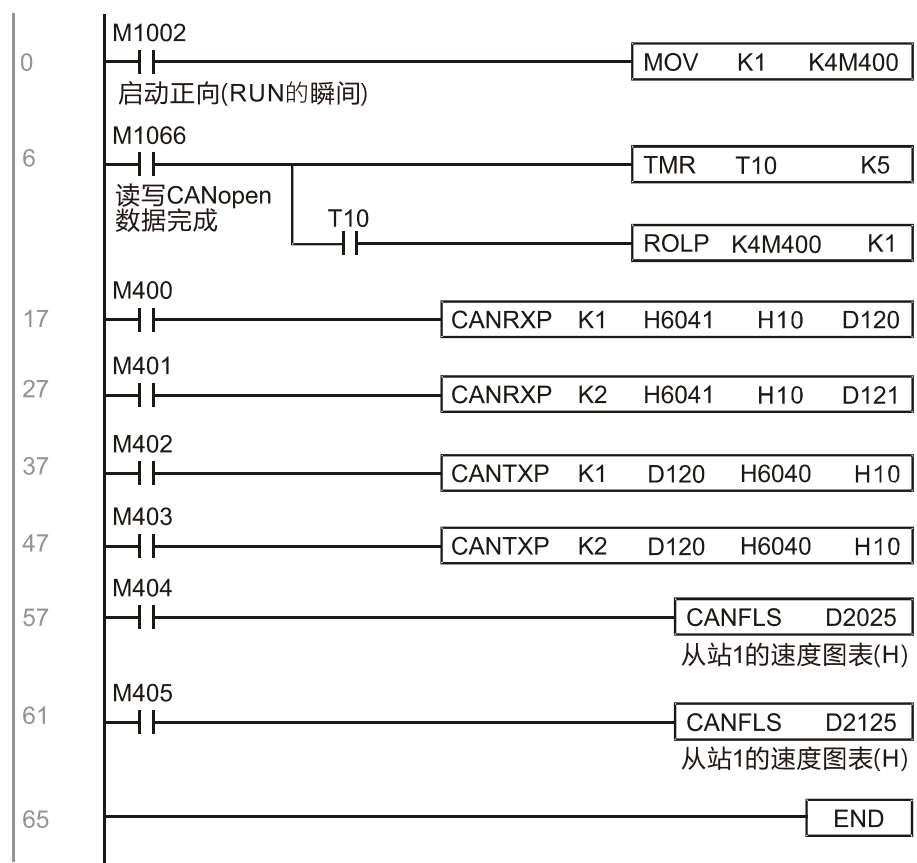 M1002
0 MOV K1 K4M400
启动正向(RUN的瞬间)
M1066
6 TMR T10 K5
读写CANopen
数据完成
T10
ROLP K4M400 K1
M400
17 CANRXP K1 H6041 H10 D120
M401
27 CANRXP K2 H6041 H10 D121
M402
37 CANTXP K1 D120 H6040 H10
M403
47 CANTXP K2 D120 H6040 H10
M404
57 CANFLS D2025
从站1的速度图表(H)
M405
61 CANFLS D2125
从站1的速度图表(H)
65 END